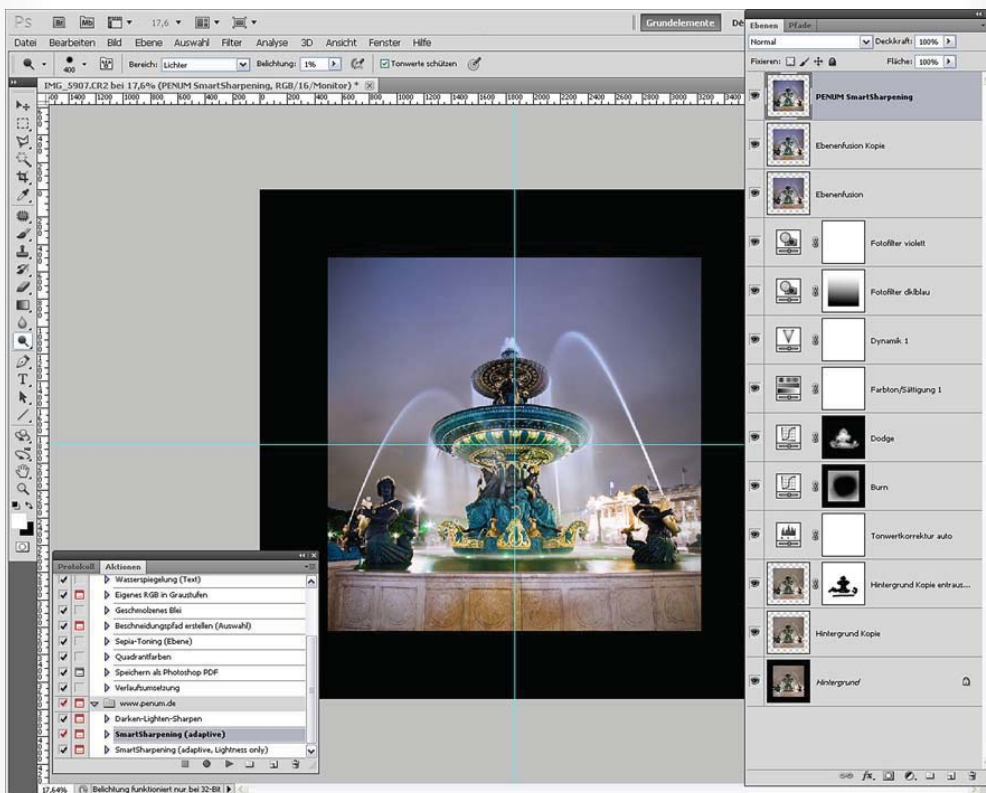 Ps Br Mb 17,6 Grundelemente
Datei Bearbeiten Bild Ebene Auswahl Filter Analyse 3D Ansicht Fenster Hilfe
400 Bereich: Lichter Belichtung: 1% Tonwerte schützen
IMG_5907.CR2 bei 17,6% (PENUM SmartSharpening, RGB/16/Monitor) *
Ebenen Pfade
Normal Deckkraft: 100%
Fixieren: Fläche: 100%
PENUM SmartSharpening
Ebenenfusion Kopie
Ebenenfusion
Fotofilter violett
Fotofilter dklblau
Dynamik 1
Farbton/Sättigung 1
Dodge
Burn
Tonwertkorrektur auto
Hintergrund Kopie entraus...
Hintergrund Kopie
Hintergrund
Protokoll Aktionen
Wasserspiegelung (Text)
Eigenes RGB in Graustufen
Geschmolzenes Blei
Beschneidungspfad erstellen (Auswahl)
Sepia-Toning (Ebene)
Quadrantfarben
Speichern als Photoshop PDF
Verlaufsumsetzung
www.penum.de
Darken-Lighten-Sharpen
SmartSharpening (adaptive)
SmartSharpening (adaptive, Lightness only)
17,64% Belichtung funktioniert nur bei 32-Bit